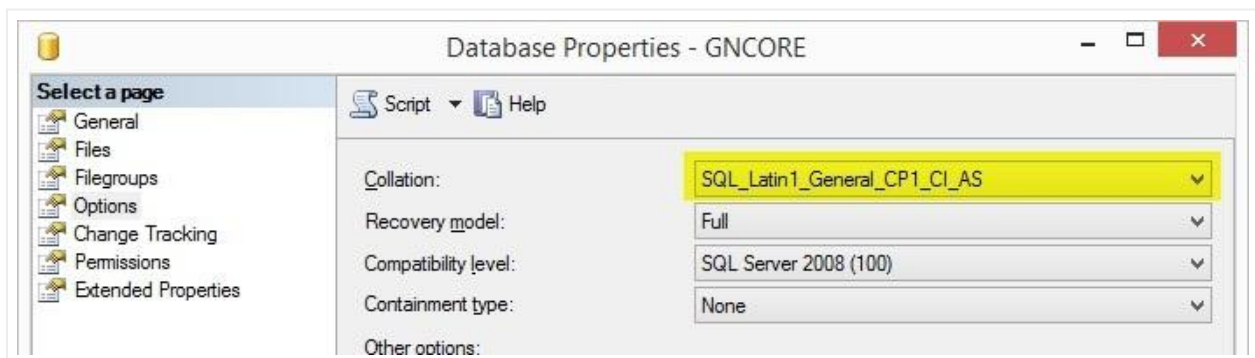 Database Properties - GNCORE
Select a page
General
Files
Filegroups
Options
Change Tracking
Permissions
Extended Properties
Script Help
Collation: SQL_Latin1_General_CP1_CI_AS
Recovery model: Full
Compatibility level: SQL Server 2008 (100)
Containment type: None
Other options: